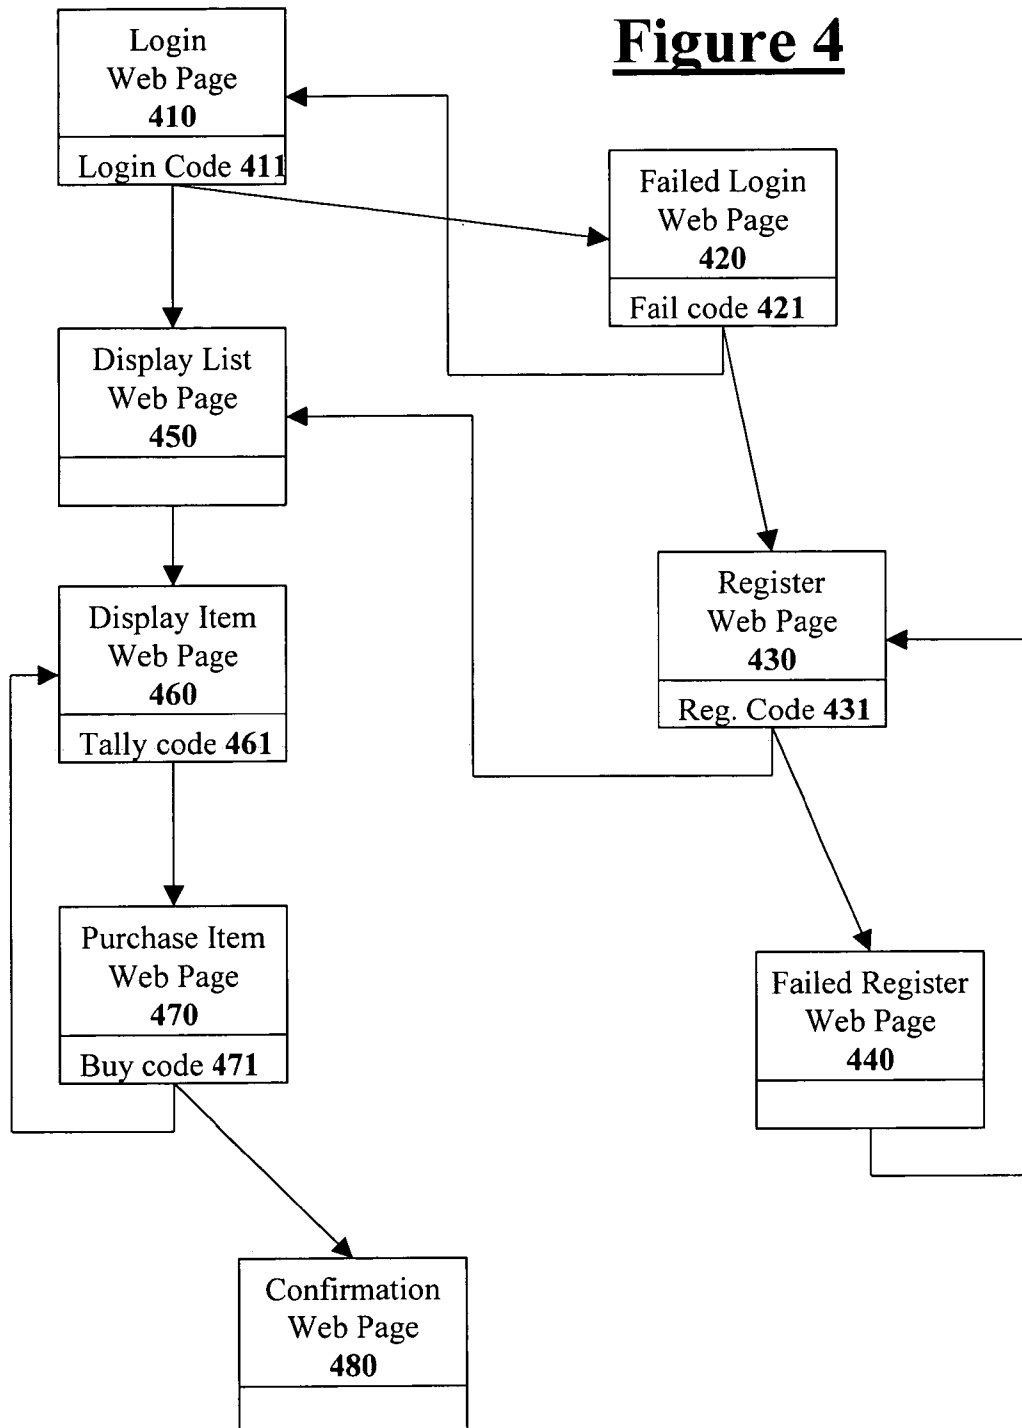 Figure 4
Login
Web Page
410
Login Code 411
Failed Login
Web Page
420
Fail code 421
Display List
Web Page
450
Register
Web Page
430
Reg. Code 431
Display Item
Web Page
460
Tally code 461
Purchase Item
Web Page
470
Buy code 471
Failed Register
Web Page
440
Confirmation
Web Page
480